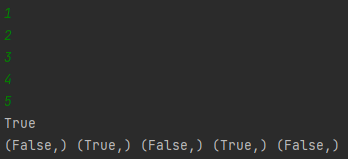 1
2
3
4
5
True
(False,) (True,) (False,) (True,) (False,)